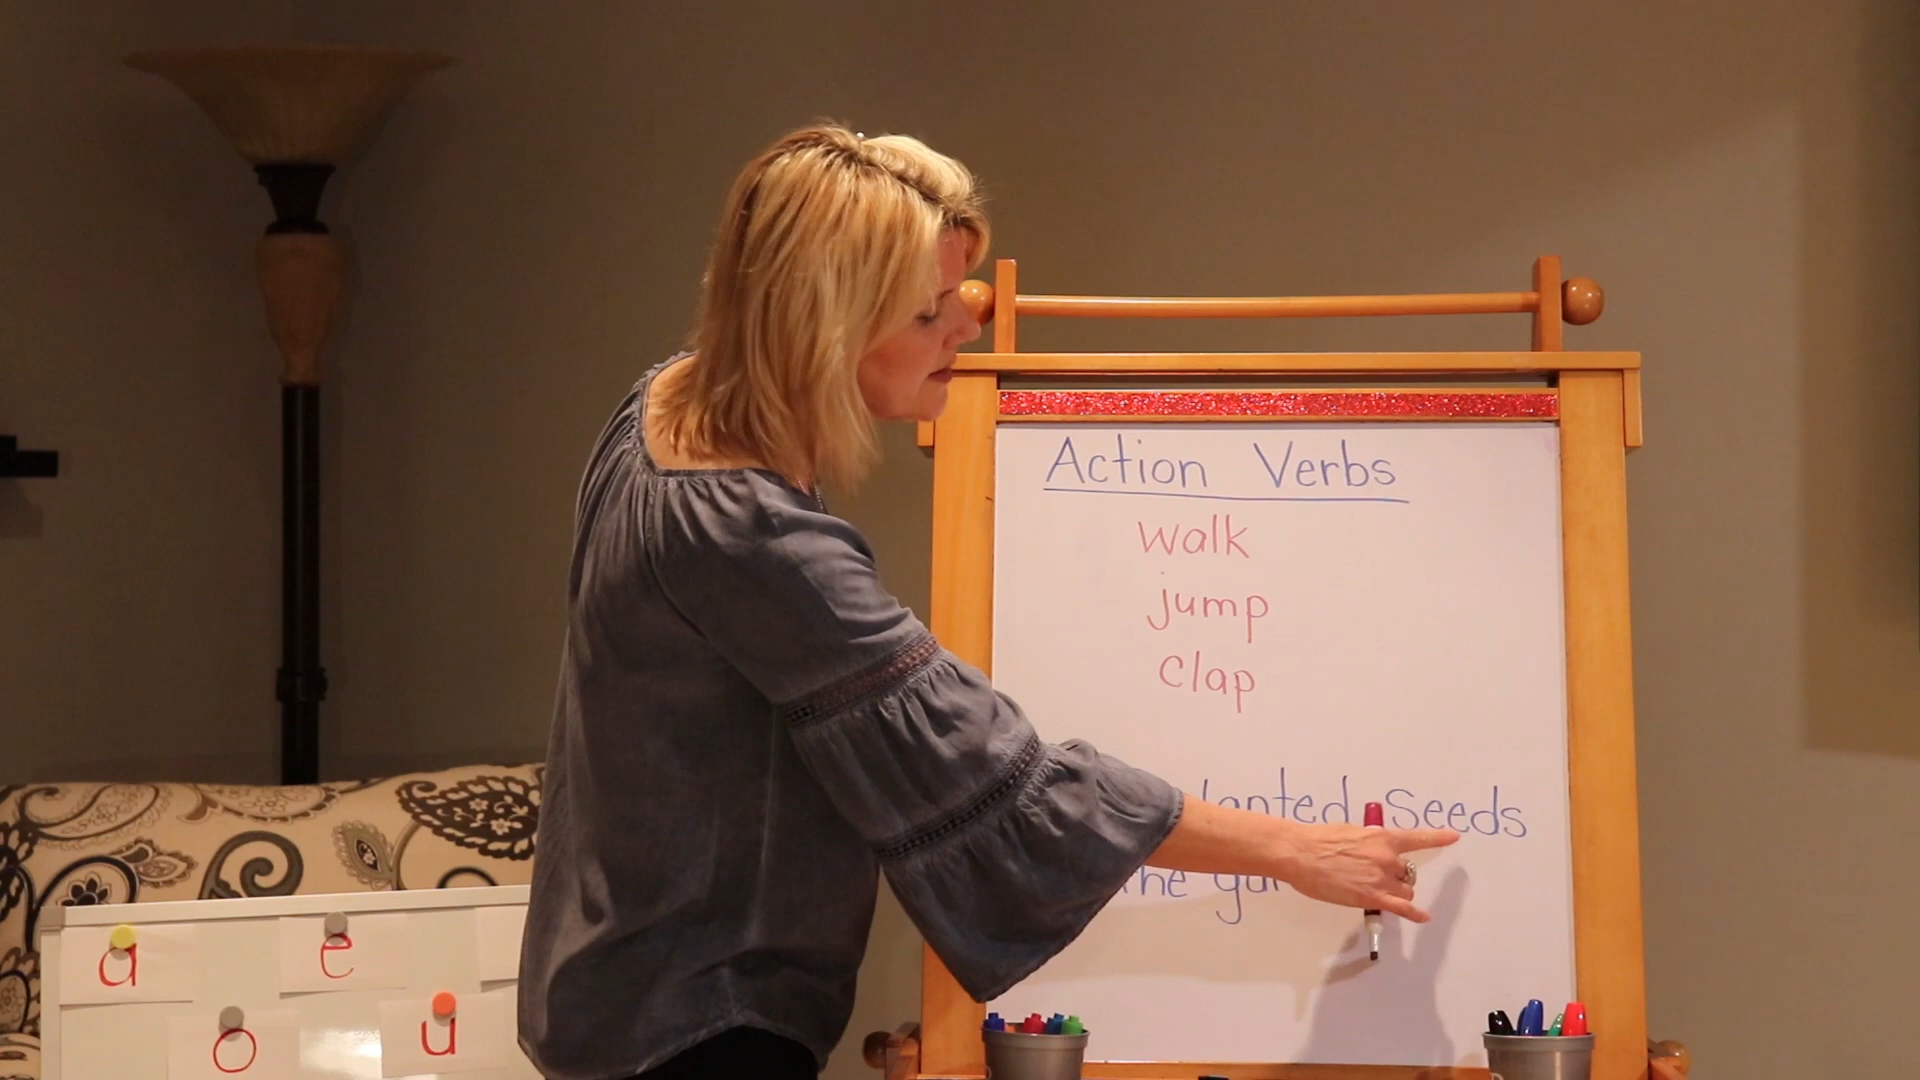 Action Verbs
walk
jump
clap
seeds
the
a
e
o
u